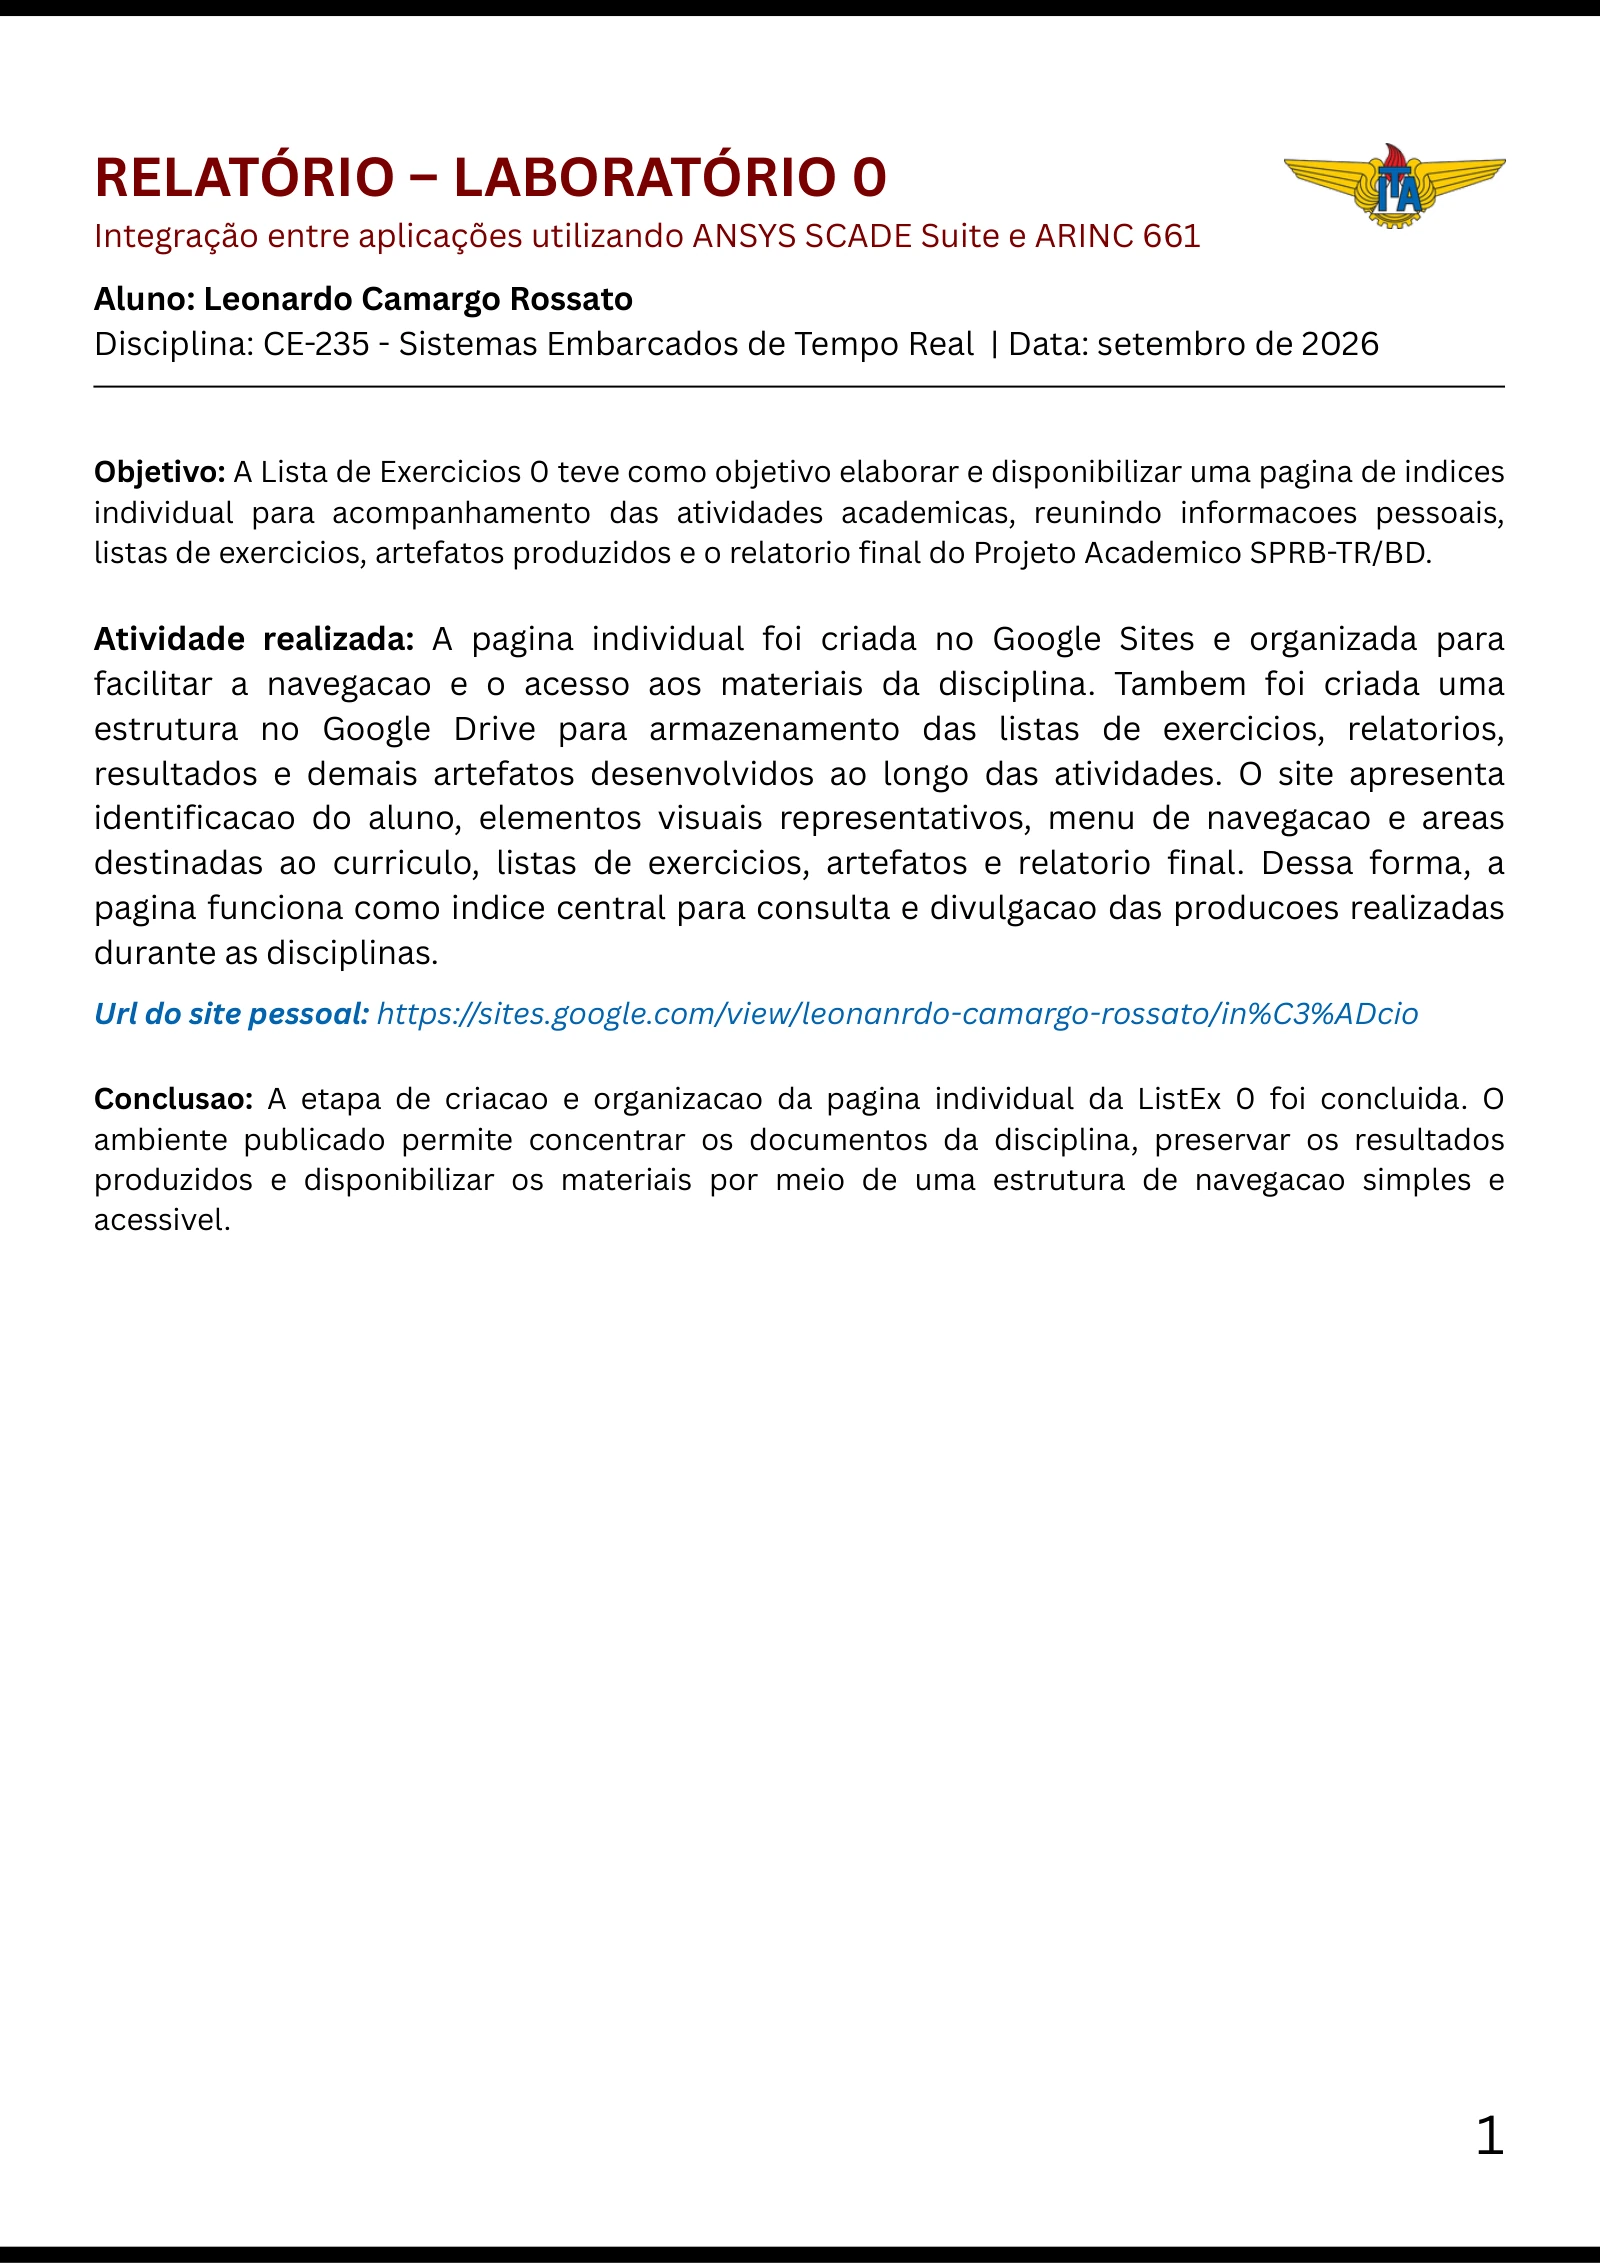 RELATÓRIO – LABORATÓRIO 0
ITA
Integração entre aplicações utilizando ANSYS SCADE Suite e ARINC 661
Aluno: Leonardo Camargo Rossato
Disciplina: CE-235 - Sistemas Embarcados de Tempo Real | Data: setembro de 2026
Objetivo: A Lista de Exercicios 0 teve como objetivo elaborar e disponibilizar uma pagina de indices
individual para acompanhamento das atividades academicas, reunindo informacoes pessoais,
listas de exercicios, artefatos produzidos e o relatorio final do Projeto Academico SPRB-TR/BD.
Atividade realizada: A pagina individual foi criada no Google Sites e organizada para
facilitar a navegacao e o acesso aos materiais da disciplina. Tambem foi criada uma
estrutura no Google Drive para armazenamento das listas de exercicios, relatorios,
resultados e demais artefatos desenvolvidos ao longo das atividades. O site apresenta
identificacao do aluno, elementos visuais representativos, menu de navegacao e areas
destinadas ao curriculo, listas de exercicios, artefatos e relatorio final. Dessa forma, a
pagina funciona como indice central para consulta e divulgacao das producoes realizadas
durante as disciplinas.
Url do site pessoal: https://sites.google.com/view/leonanrdo-camargo-rossato/in%C3%ADcio
Conclusao: A etapa de criacao e organizacao da pagina individual da ListEx 0 foi concluida. O
ambiente publicado permite concentrar os documentos da disciplina, preservar os resultados
produzidos e disponibilizar os materiais por meio de uma estrutura de navegacao simples e
acessivel.
1